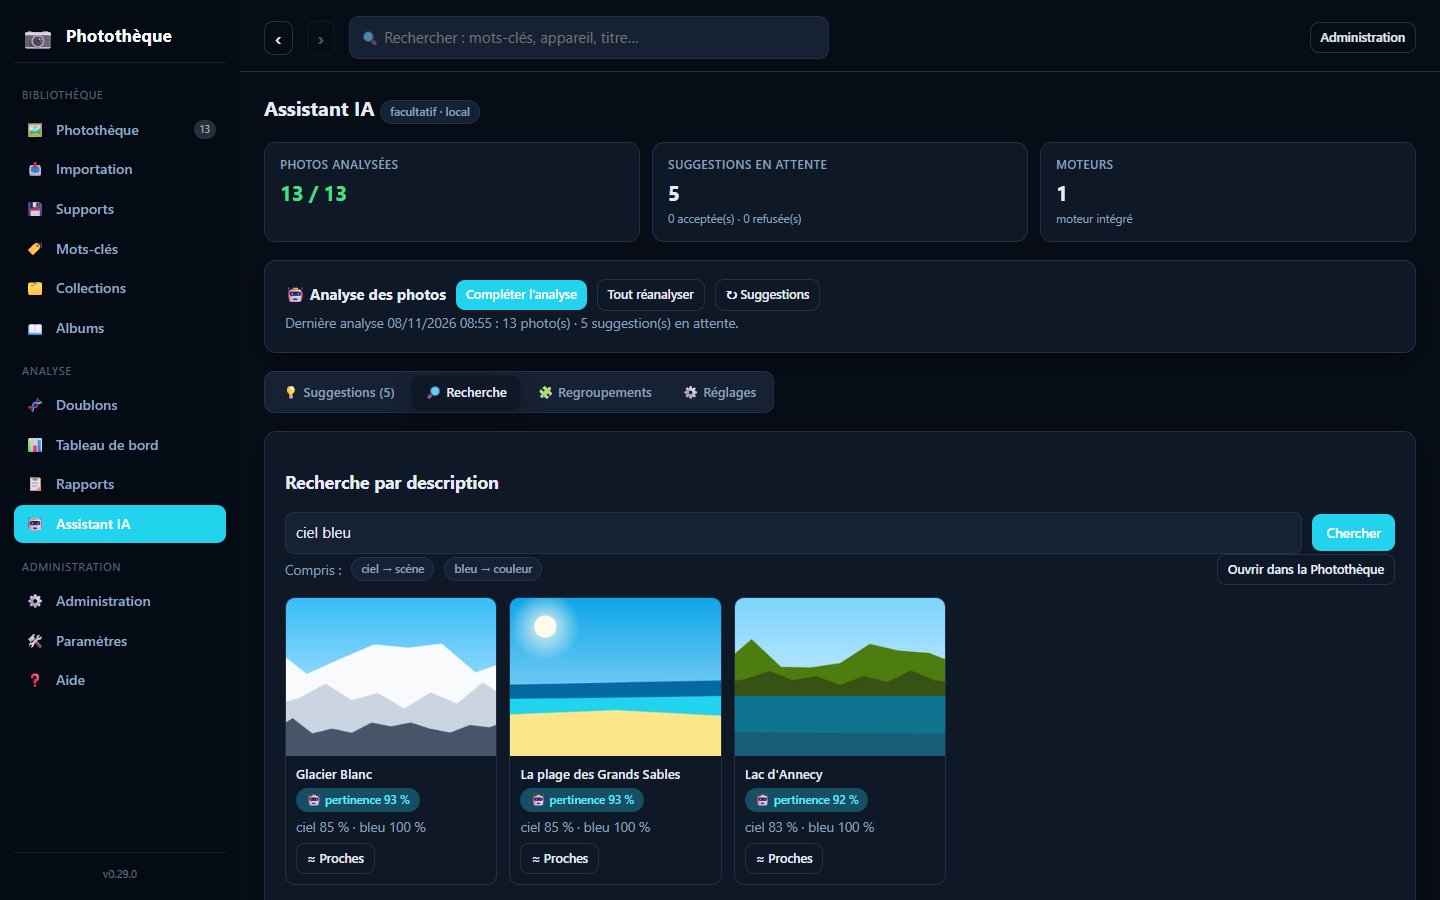 Photothèque
BIBLIOTHÈQUE
Photothèque 13
Importation
Supports
Mots-clés
Collections
Albums
ANALYSE
Doublons
Tableau de bord
Rapports
Assistant IA
ADMINISTRATION
Administration
Paramètres
Aide
v0.29.0
‹ › Rechercher : mots-clés, appareil, titre... Administration
Assistant IA facultatif · local
PHOTOS ANALYSÉES
13 / 13
SUGGESTIONS EN ATTENTE
5
0 acceptée(s) · 0 refusée(s)
MOTEURS
1
moteur intégré
Analyse des photos Compléter l'analyse Tout réanalyser ↻ Suggestions
Dernière analyse 08/11/2026 08:55 : 13 photo(s) · 5 suggestion(s) en attente.
Suggestions (5) Recherche Regroupements Réglages
Recherche par description
ciel bleu Chercher
Compris : ciel → scène bleu → couleur Ouvrir dans la Photothèque
Glacier Blanc
pertinence 93 %
ciel 85 % · bleu 100 %
≈ Proches
La plage des Grands Sables
pertinence 93 %
ciel 85 % · bleu 100 %
≈ Proches
Lac d'Annecy
pertinence 92 %
ciel 83 % · bleu 100 %
≈ Proches